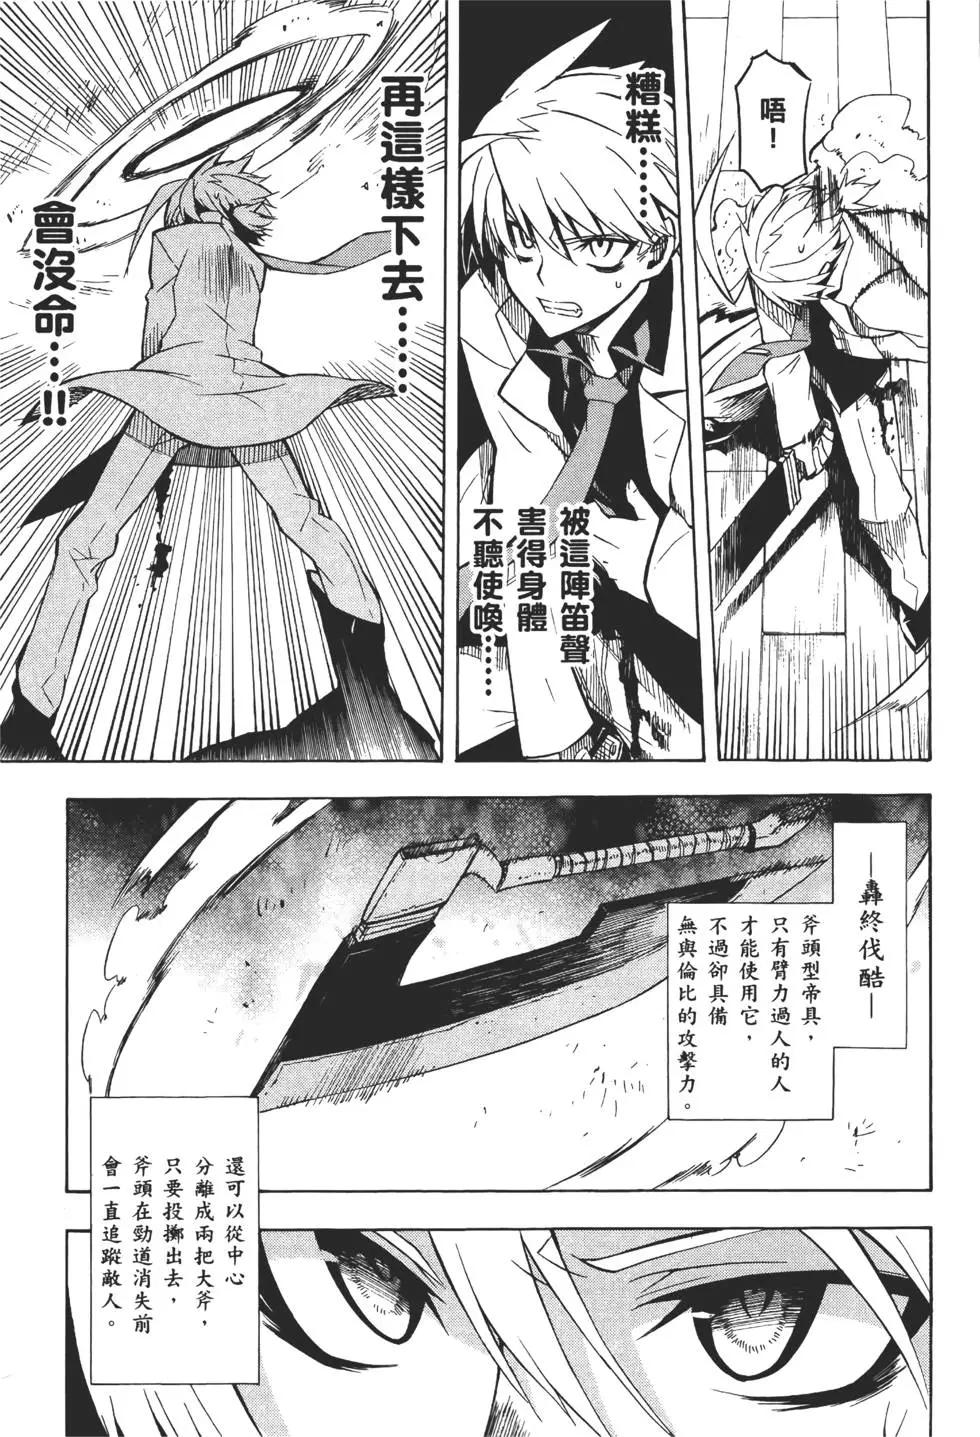 唔！
糟糕……
被這陣笛聲
害得身體
不聽使喚……
再這樣下去……
會沒命…!!
—轟終伐酷—
斧頭型帝具，
只有臂力過人的人
才能使用它，
不過卻具備
無與倫比的攻擊力。
還可以從中心
分離成兩把大斧，
只要投擲出去，
斧頭在勁道消失前
會一直追蹤敵人。